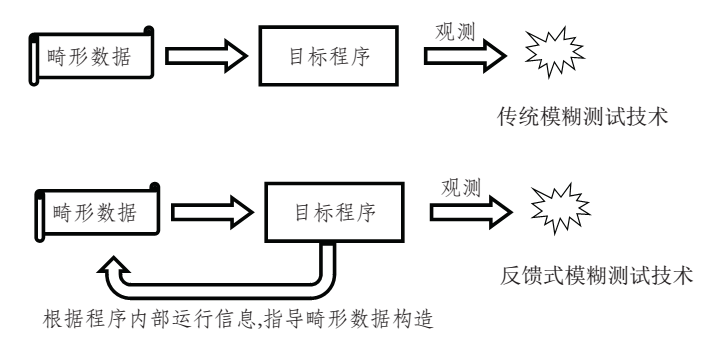 观测
畸形数据
目标程序
传统模糊测试技术
观测
畸形数据
目标程序
反馈式模糊测试技术
根据程序内部运行信息,指导畸形数据构造